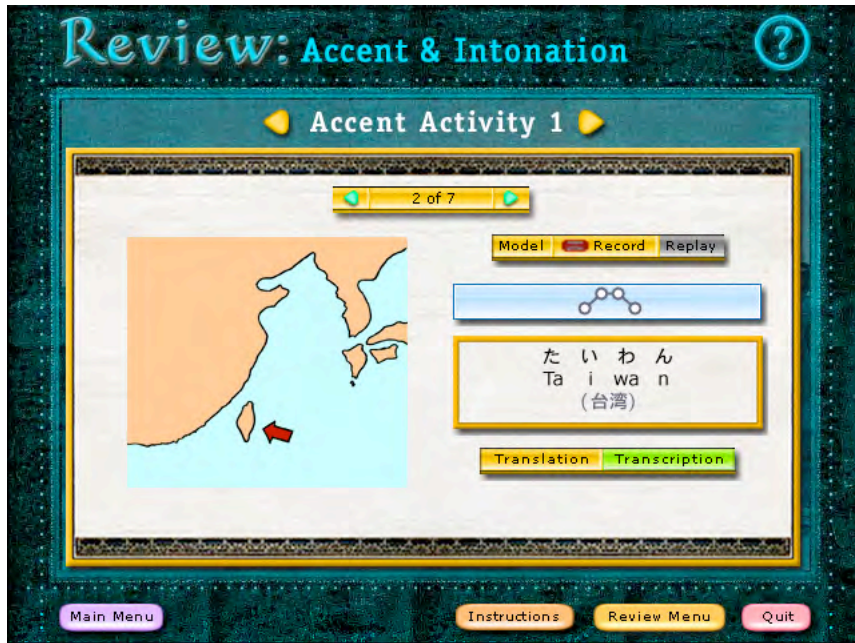 Review: Accent & Intonation
?
Accent Activity 1
2 of 7
Model Record Replay
た い わ ん
Ta i wa n
(台湾)
Translation Transcription
Main Menu
Instructions
Review Menu
Quit